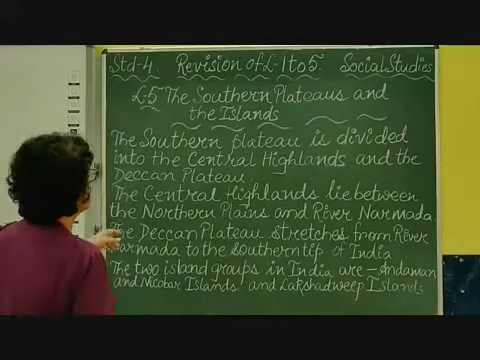 Std-4. Revision of L-1 to 5. Social Studies
L-5 The Southern Plateaus and
the Islands
The Southern plateau is divided
into the Central Highlands and the
Deccan Plateau.
The Central Highlands lie between
the Northern Plains and River Narmada.
The Deccan Plateau stretches from River
Narmada to the southern tip of India
The two island groups in India are - Andaman
and Nicobar Islands and Lakshadweep Islands